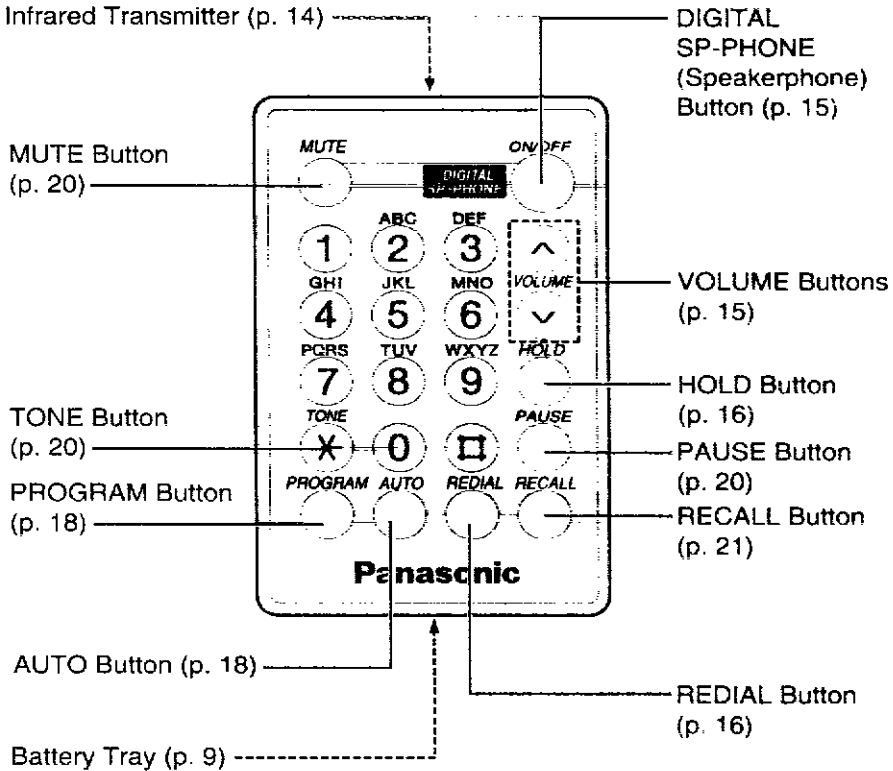 Infrared Transmitter (p. 14)
DIGITAL
SP-PHONE
(Speakerphone)
Button (p. 15)
MUTE Button
(p. 20)
MUTE
ON/OFF
DIGITAL
SP-PHONE
ABC DEF
1 2 3
VOLUME
VOLUME Buttons
(p. 15)
GHI JKL MNO
4 5 6
PQRS TUV WXYZ HOLD
7 8 9
HOLD Button
(p. 16)
TONE Button
(p. 20)
TONE PAUSE
* 0 #
PAUSE Button
(p. 20)
PROGRAM Button
(p. 18)
PROGRAM AUTO REDIAL RECALL
RECALL Button
(p. 21)
Panasonic
AUTO Button (p. 18)
REDIAL Button
(p. 16)
Battery Tray (p. 9)